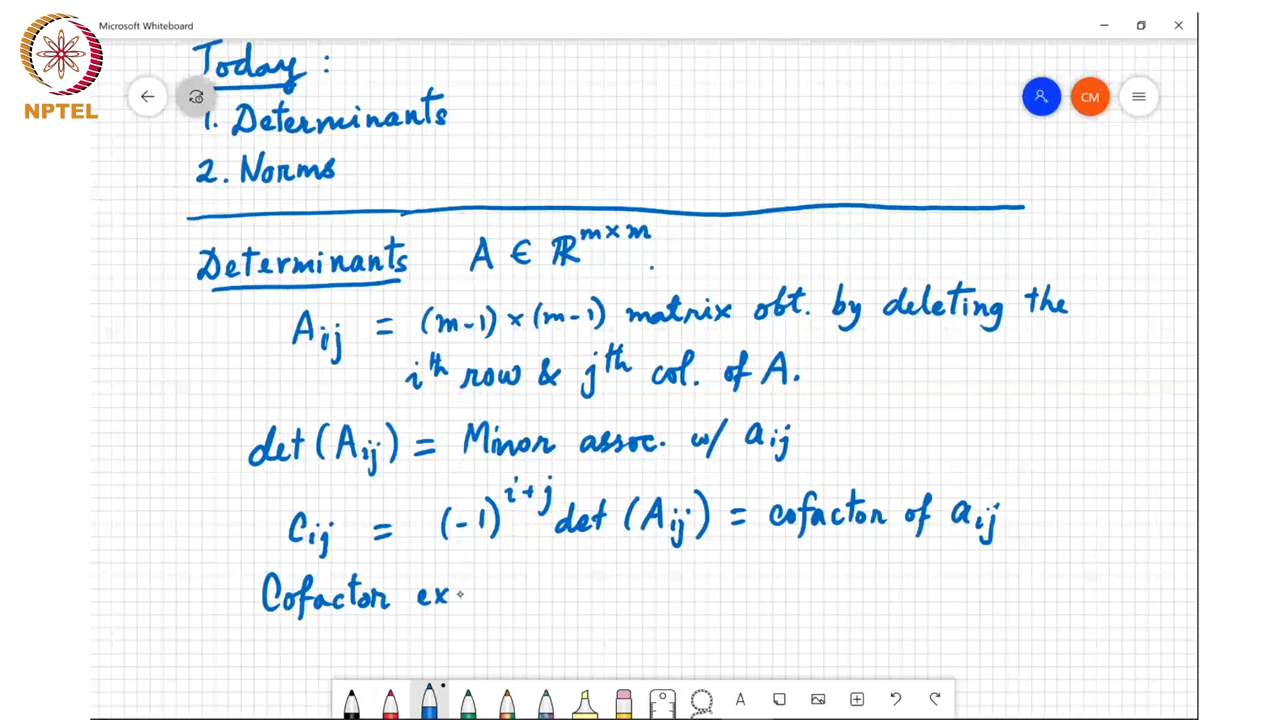 Microsoft Whiteboard
NPTEL
CM
Today :
1. Determinants
2. Norms
Determinants A ∈ ℝ^{m×m}.
A_{ij} = (m-1) × (m-1) matrix obt. by deleting the
i^{th} row & j^{th} col. of A.
det(A_{ij}) = Minor assoc. w/ a_{ij}
C_{ij} = (-1)^{i+j} det(A_{ij}) = cofactor of a_{ij}
Cofactor ex
A